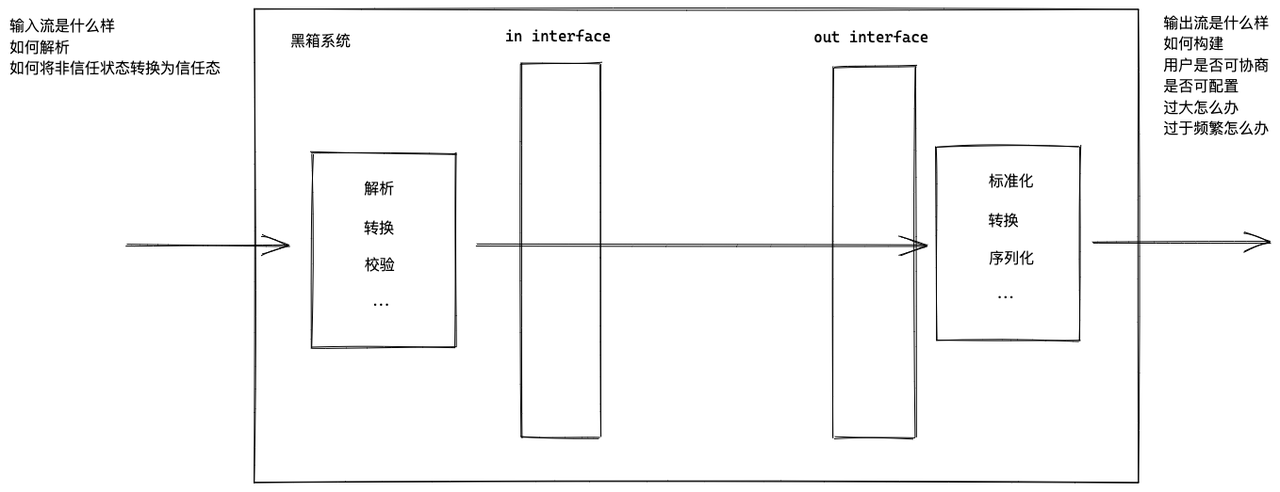 输入流是什么样
如何解析
如何将非信任状态转换为信任态
黑箱系统
in interface
out interface
解析
转换
校验
...
标准化
转换
序列化
...
输出流是什么样
如何构建
用户是否可协商
是否可配置
过大怎么办
过于频繁怎么办